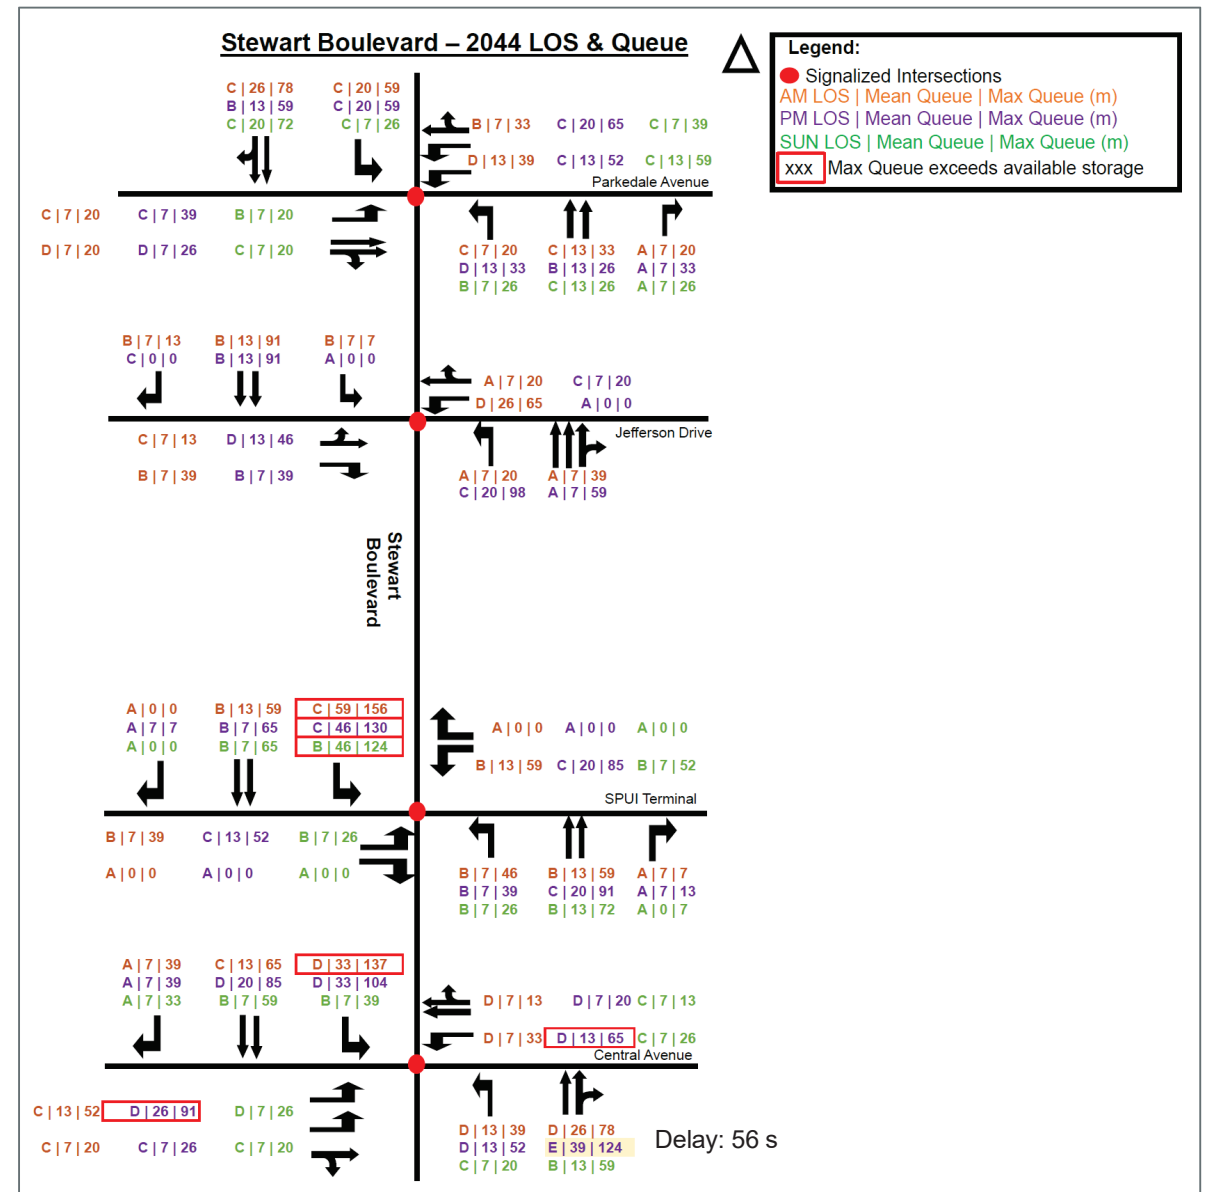 Stewart Boulevard – 2044 LOS & Queue
Legend:
Signalized Intersections
AM LOS | Mean Queue | Max Queue (m)
PM LOS | Mean Queue | Max Queue (m)
SUN LOS | Mean Queue | Max Queue (m)
xxx Max Queue exceeds available storage
C | 26 | 78 C | 20 | 59
B | 13 | 59 C | 20 | 59
C | 20 | 72 C | 7 | 26
B | 7 | 33 C | 20 | 65 C | 7 | 39
D | 13 | 39 C | 13 | 52 C | 13 | 59
Parkedale Avenue
C | 7 | 20 C | 7 | 39 B | 7 | 20
D | 7 | 20 D | 7 | 26 C | 7 | 20
C | 7 | 20 C | 13 | 33 A | 7 | 20
D | 13 | 33 B | 13 | 26 A | 7 | 33
B | 7 | 26 C | 13 | 26 A | 7 | 26
B | 7 | 13 B | 13 | 91 B | 7 | 7
C | 0 | 0 B | 13 | 91 A | 0 | 0
A | 7 | 20 C | 7 | 20
D | 26 | 65 A | 0 | 0
Jefferson Drive
C | 7 | 13 D | 13 | 46
B | 7 | 39 B | 7 | 39
A | 7 | 20 A | 7 | 39
C | 20 | 98 A | 7 | 59
Stewart
Boulevard
A | 0 | 0 B | 13 | 59 C | 59 | 156
A | 7 | 7 B | 7 | 65 C | 46 | 130
A | 0 | 0 B | 7 | 65 B | 46 | 124
A | 0 | 0 A | 0 | 0 A | 0 | 0
B | 13 | 59 C | 20 | 85 B | 7 | 52
SPUI Terminal
B | 7 | 39 C | 13 | 52 B | 7 | 26
A | 0 | 0 A | 0 | 0 A | 0 | 0
B | 7 | 46 B | 13 | 59 A | 7 | 7
B | 7 | 39 C | 20 | 91 A | 7 | 13
B | 7 | 26 B | 13 | 72 A | 0 | 7
A | 7 | 39 C | 13 | 65 D | 33 | 137
A | 7 | 39 D | 20 | 85 D | 33 | 104
A | 7 | 33 B | 7 | 59 B | 7 | 39
D | 7 | 13 D | 7 | 20 C | 7 | 13
D | 7 | 33 D | 13 | 65 C | 7 | 26
Central Avenue
C | 13 | 52 D | 26 | 91 D | 7 | 26
C | 7 | 20 C | 7 | 26 C | 7 | 20
D | 13 | 39 D | 26 | 78
D | 13 | 52 E | 39 | 124
C | 7 | 20 B | 13 | 59
Delay: 56 s